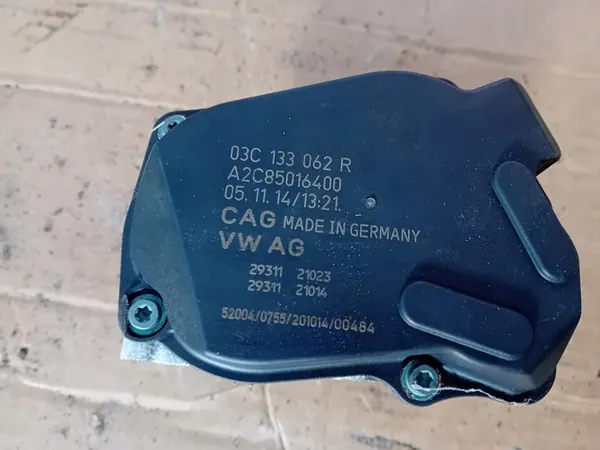 03C 133 062 R
A2C85016400
05.11.14/13:21.
CAG MADE IN GERMANY
VW AG
29311 21023
29311 21014
52004/0755/201014/00484